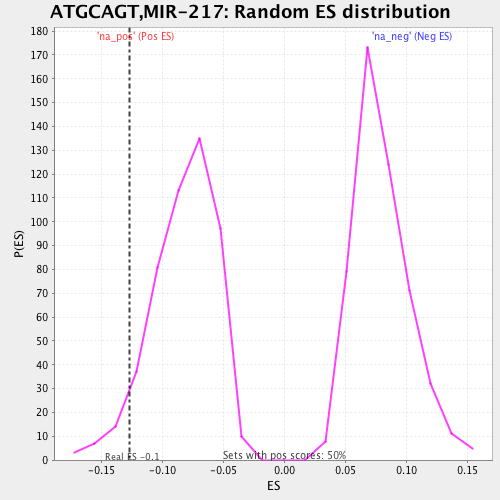 ATGCAGT,MIR-217: Random ES distribution
'na_pos' (Pos ES)
'na_neg' (Neg ES)
180
170
160
150
140
130
120
110
100
90
80
70
60
50
40
30
20
10
0
P(ES)
Real ES -0.1
Sets with pos scores: 50%
-0.15 -0.10 -0.05 0.00 0.05 0.10 0.15
ES